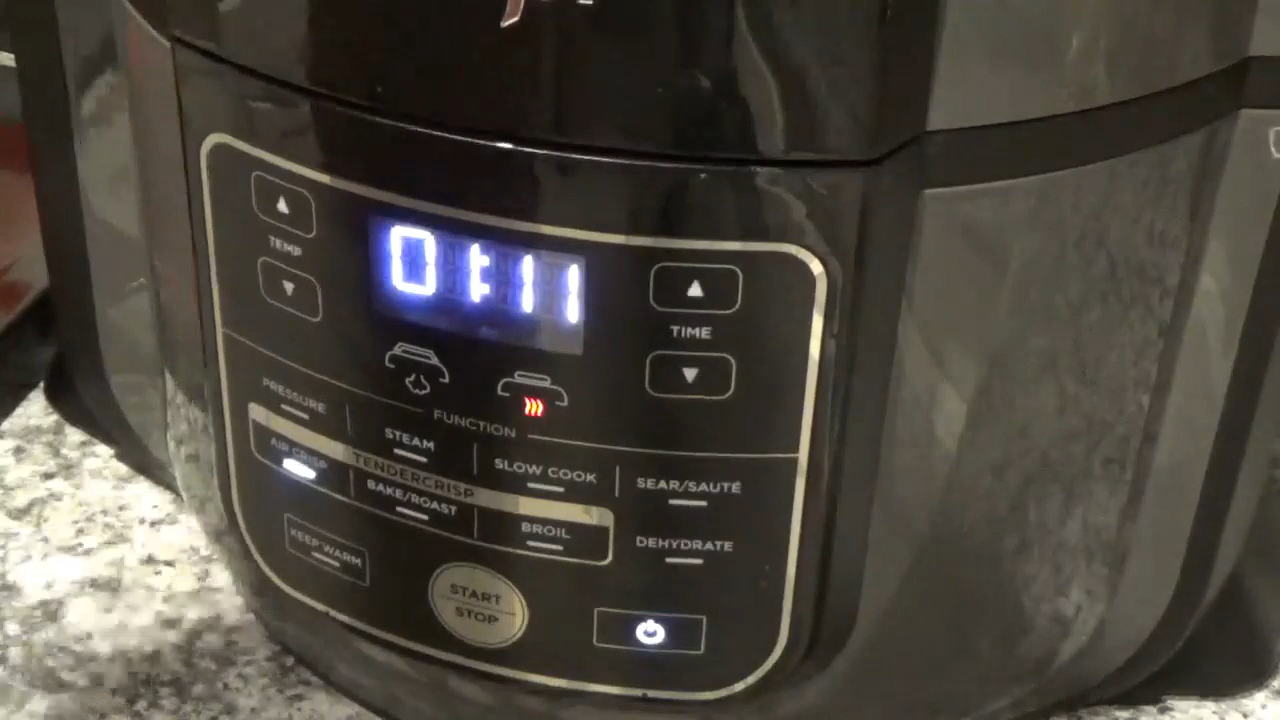 01:11
TEMP
TIME
FUNCTION
PRESSURE
STEAM
SLOW COOK
SEAR/SAUTÉ
AIR CRISP
TENDERCRISP
BAKE/ROAST
BROIL
DEHYDRATE
KEEP WARM
START
STOP